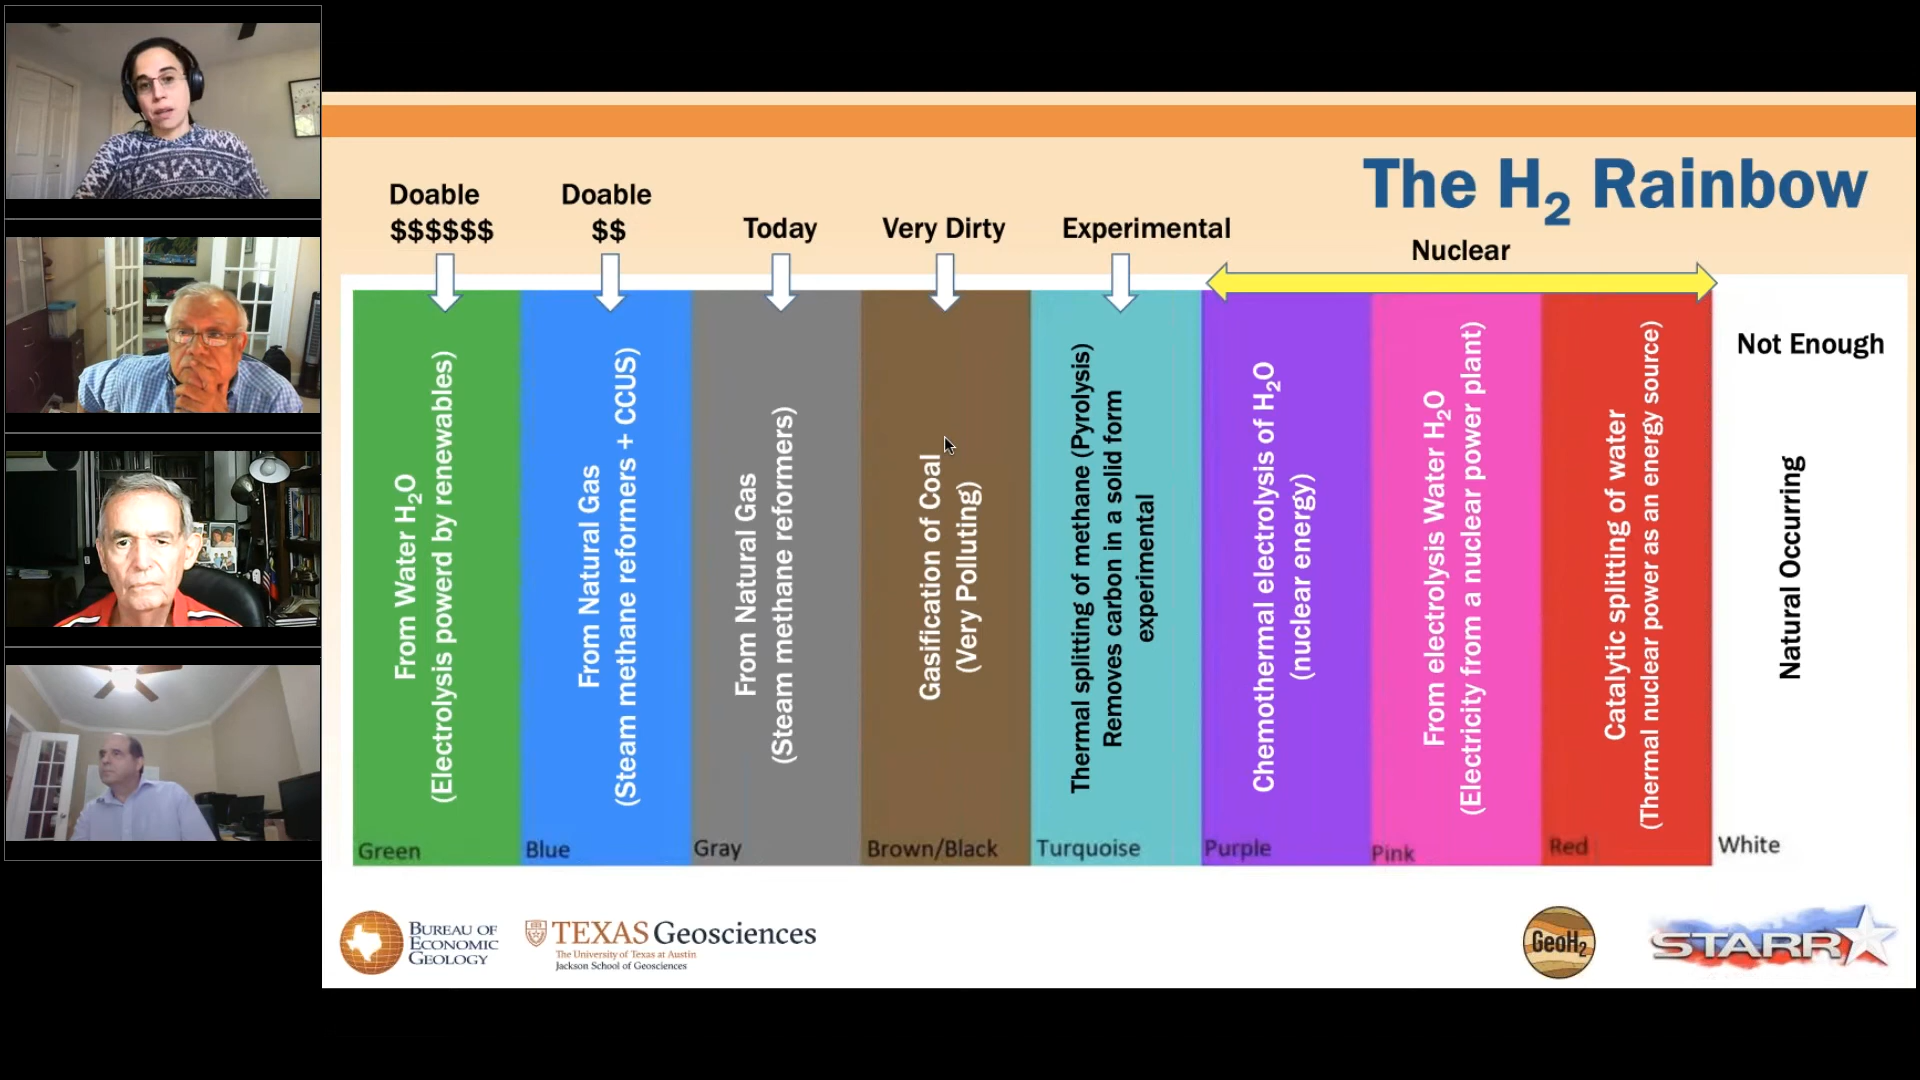 The H2 Rainbow
Doable
$$$$$$
Doable
$$
Today
Very Dirty
Experimental
Nuclear
Not Enough
From Water H2O
(Electrolysis powerd by renewables)
Green
From Natural Gas
(Steam methane reformers + CCUS)
Blue
From Natural Gas
(Steam methane reformers)
Gray
Gasification of Coal
(Very Polluting)
Brown/Black
Thermal splitting of methane (Pyrolysis)
Removes carbon in a solid form
experimental
Turquoise
Chemothermal electrolysis of H2O
(nuclear energy)
Purple
From electrolysis Water H2O
(Electricity from a nuclear power plant)
Pink
Catalytic splitting of water
(Thermal nuclear power as an energy source)
Red
Natural Occurring
White
BUREAU OF
ECONOMIC
GEOLOGY
TEXAS Geosciences
The University of Texas at Austin
Jackson School of Geosciences
GeoH2
STARR